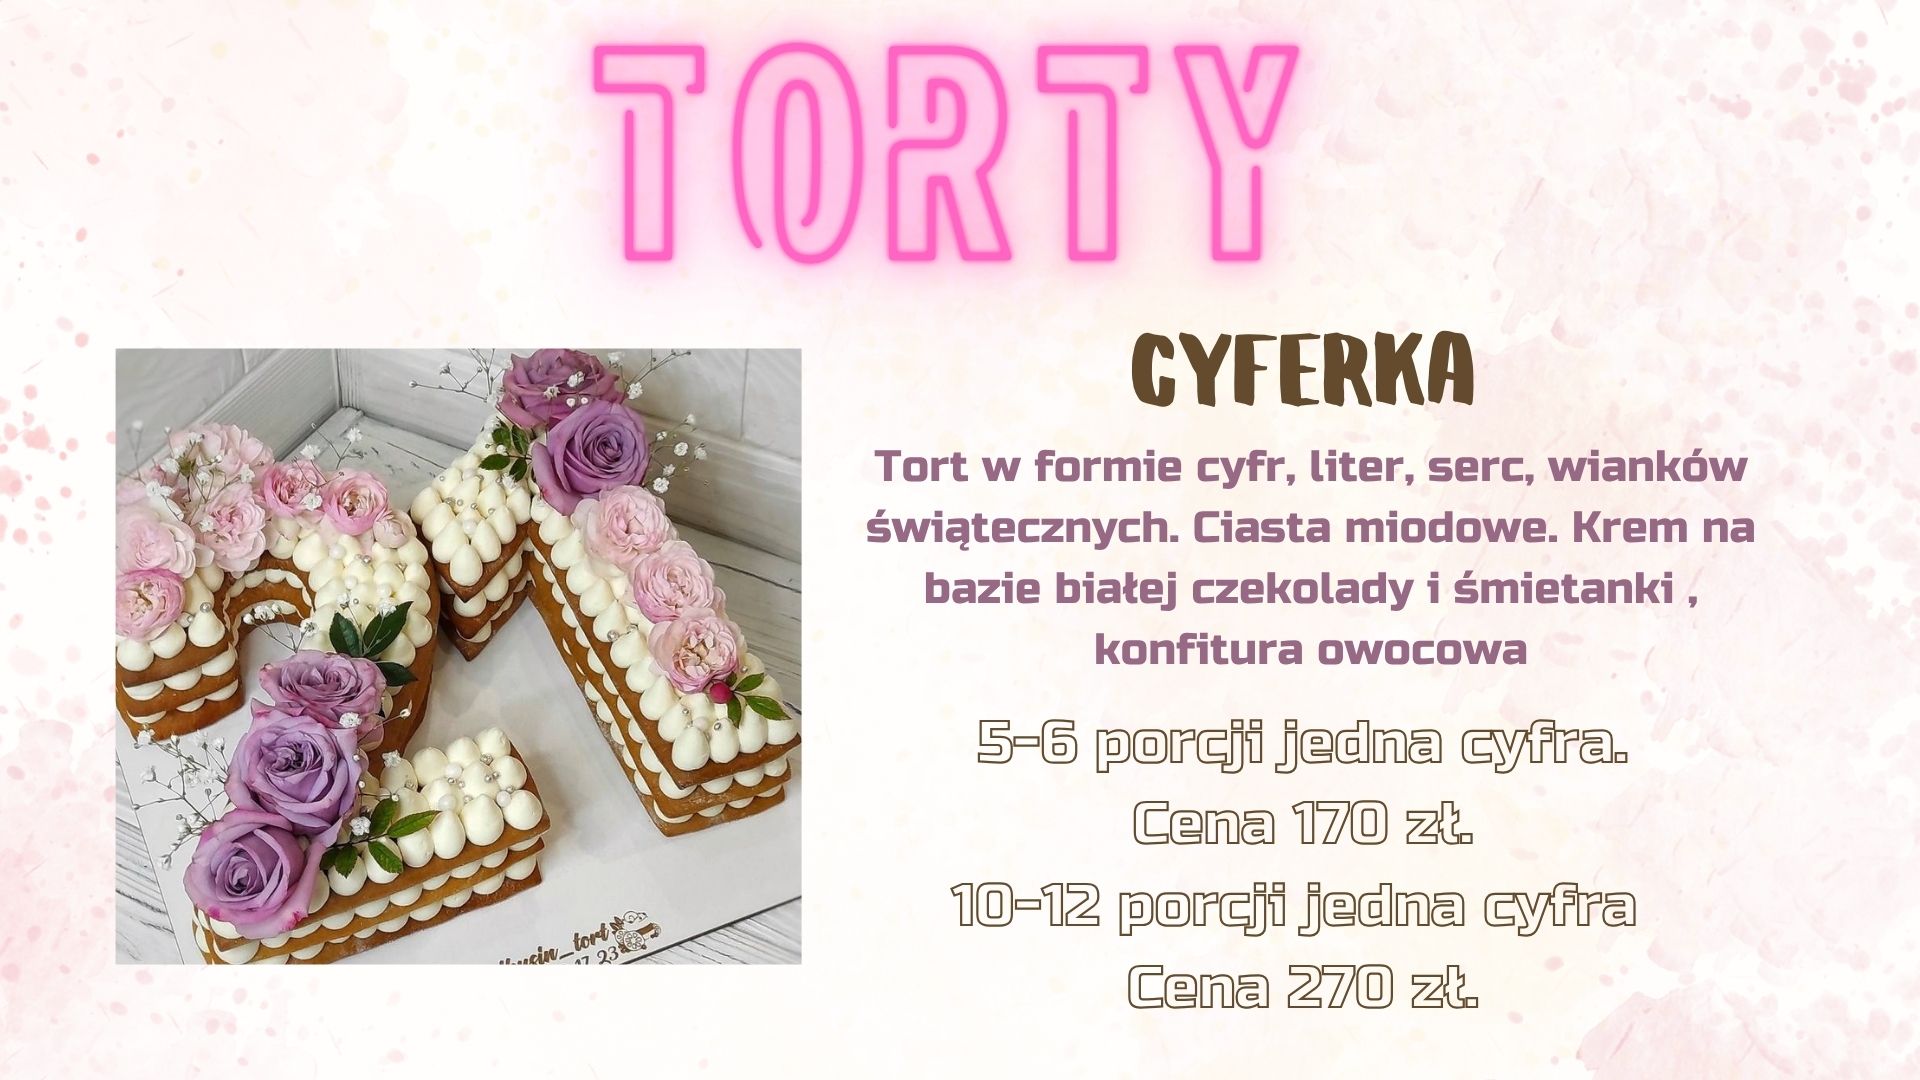 TORTY
CYFERKA
Tort w formie cyfr, liter, serc, wianków
świątecznych. Ciasta miodowe. Krem na
bazie białej czekolady i śmietanki ,
konfitura owocowa
5-6 porcji jedna cyfra.
Cena 170 zł.
10-12 porcji jedna cyfra
Cena 270 zł.